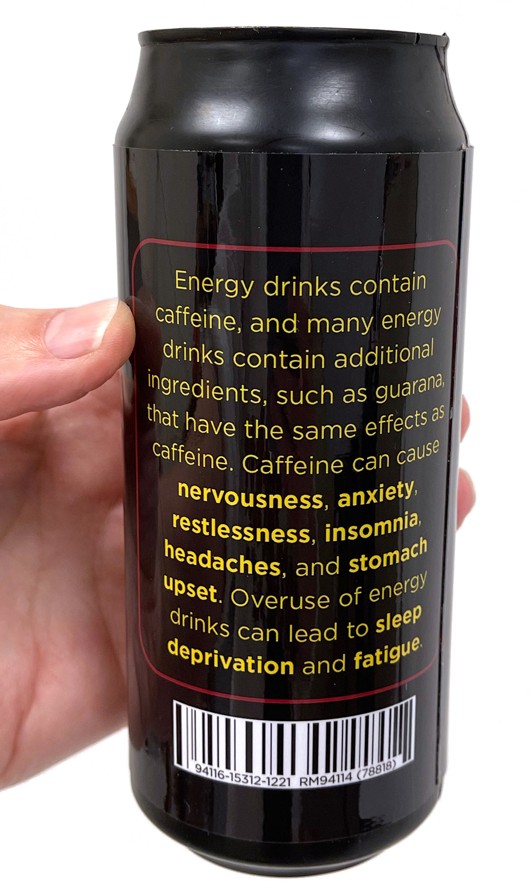 Energy drinks contain
caffeine, and many energy
drinks contain additional
ingredients, such as guarana,
that have the same effects as
caffeine. Caffeine can cause
nervousness, anxiety,
restlessness, insomnia,
headaches, and stomach
upset. Overuse of energy
drinks can lead to sleep
deprivation and fatigue.
94116-15312-1221 RM94114 (78818)